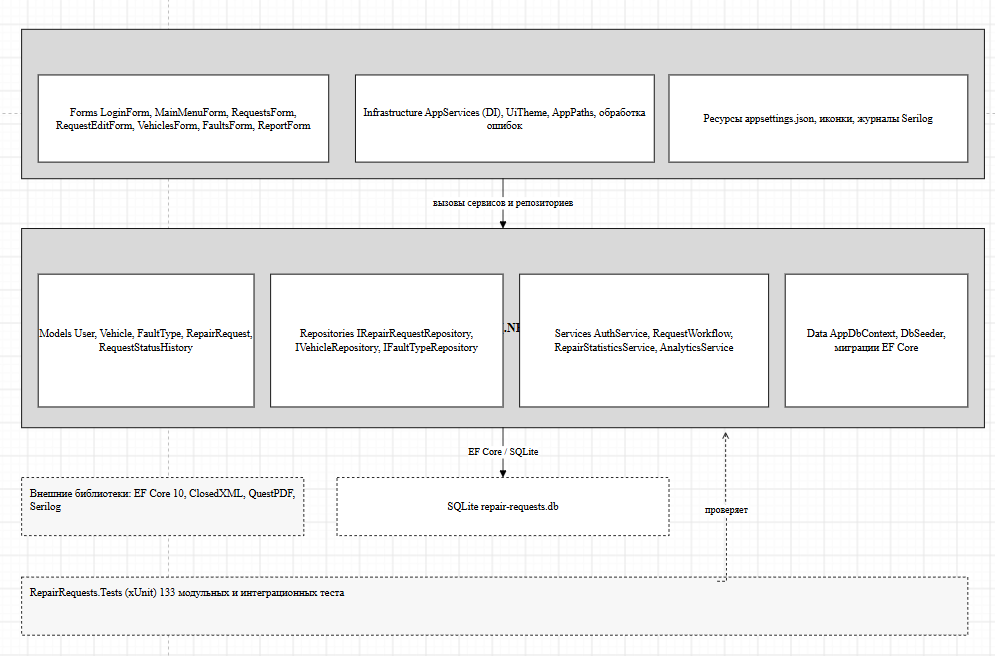 Forms LoginForm, MainMenuForm, RequestsForm,
RequestEditForm, VehiclesForm, FaultsForm, ReportForm
Infrastructure AppServices (DI), UiTheme, AppPaths, обработка
ошибок
Ресурсы appsettings.json, иконки, журналы Serilog
вызовы сервисов и репозиториев
Models User, Vehicle, FaultType, RepairRequest,
RequestStatusHistory
Repositories IRepairRequestRepository,
IVehicleRepository, IFaultTypeRepository
Services AuthService, RequestWorkflow,
RepairStatisticsService, AnalyticsService
Data AppDbContext, DbSeeder,
миграции EF Core
EF Core / SQLite
Внешние библиотеки: EF Core 10, ClosedXML, QuestPDF,
Serilog
SQLite repair-requests.db
проверяет
RepairRequests.Tests (xUnit) 133 модульных и интеграционных теста